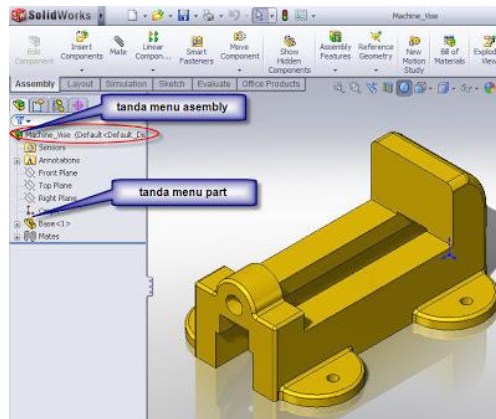 SolidWorks
Machine_Vise
Edit Component
Insert Components
Mate
Linear Compon...
Smart Fasteners
Move Component
Show Hidden Components
Assembly Features
Reference Geometry
New Motion Study
Bill of Materials
Exploded View
Assembly
Layout
Simulation
Sketch
Evaluate
Office Products
tanda menu asembly
Machine_Vise (Default<Default_De
Sensors
Annotations
Front Plane
Top Plane
Right Plane
tanda menu part
Base<1>
Mates